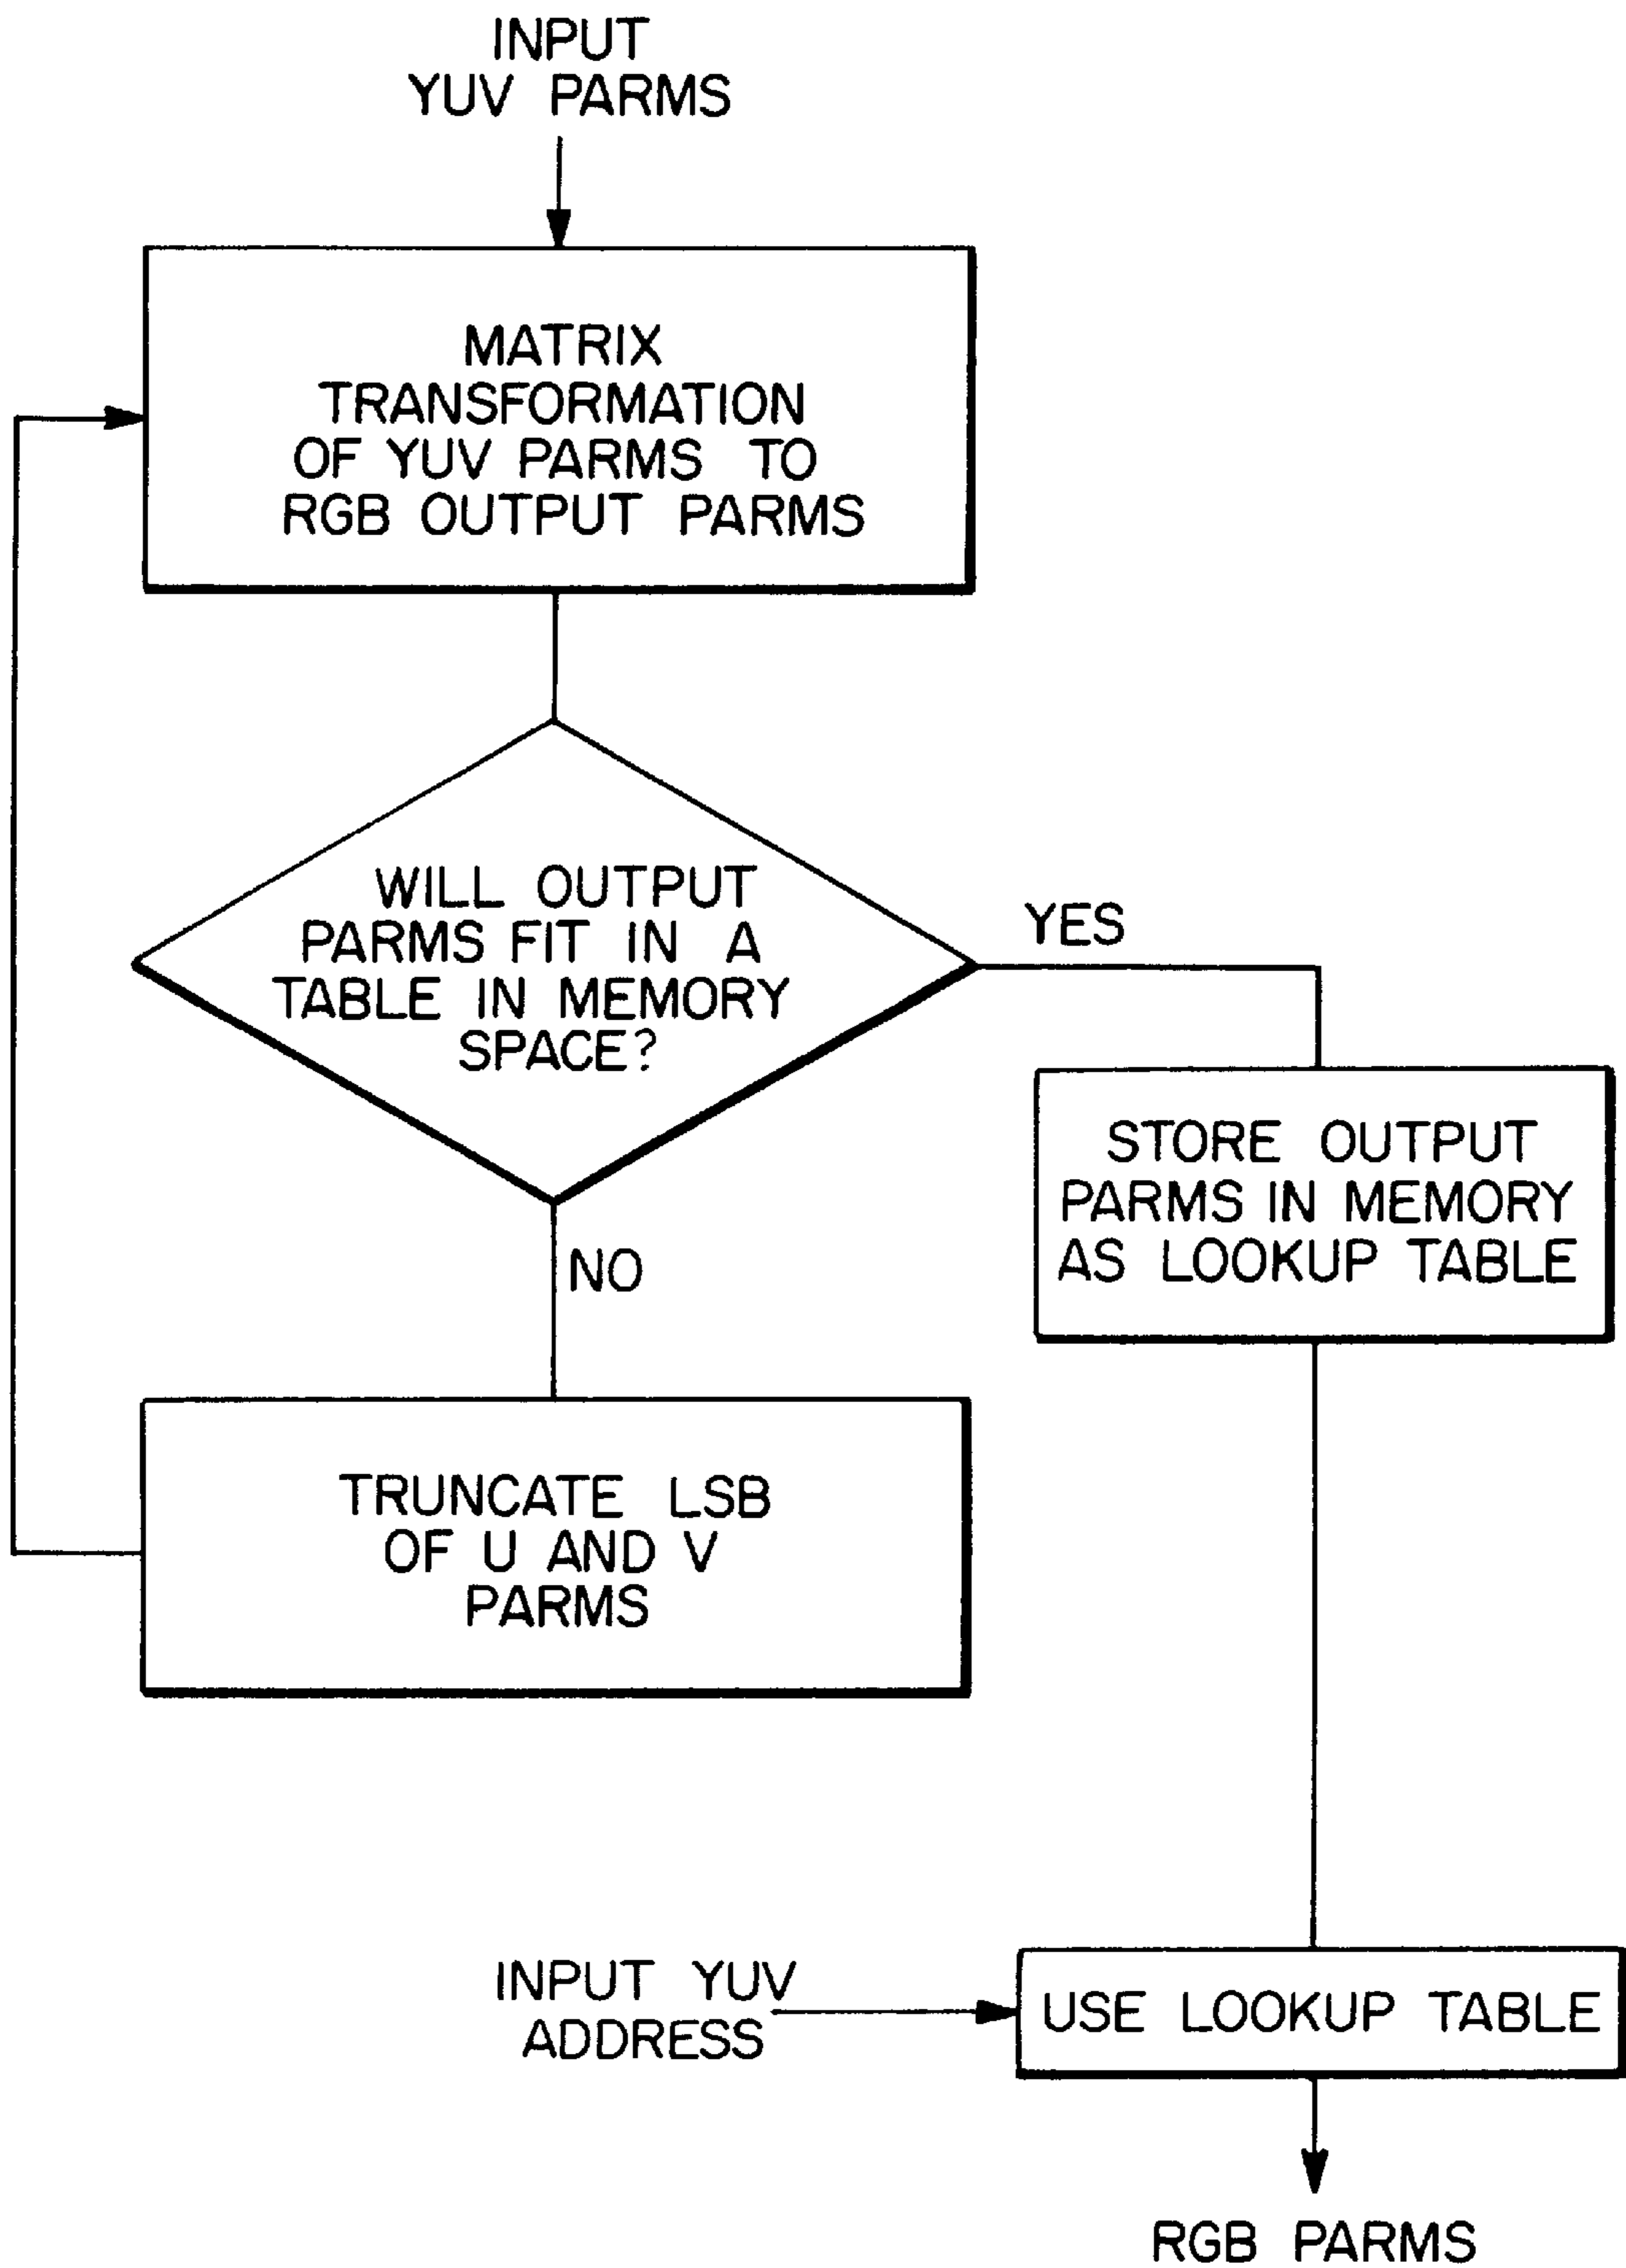 INPUT
YUV PARMS
MATRIX
TRANSFORMATION
OF YUV PARMS TO
RGB OUTPUT PARMS
WILL OUTPUT
PARMS FIT IN A
TABLE IN MEMORY
SPACE?
YES
STORE OUTPUT
PARMS IN MEMORY
AS LOOKUP TABLE
NO
TRUNCATE LSB
OF U AND V
PARMS
INPUT YUV
ADDRESS
USE LOOKUP TABLE
RGB PARMS